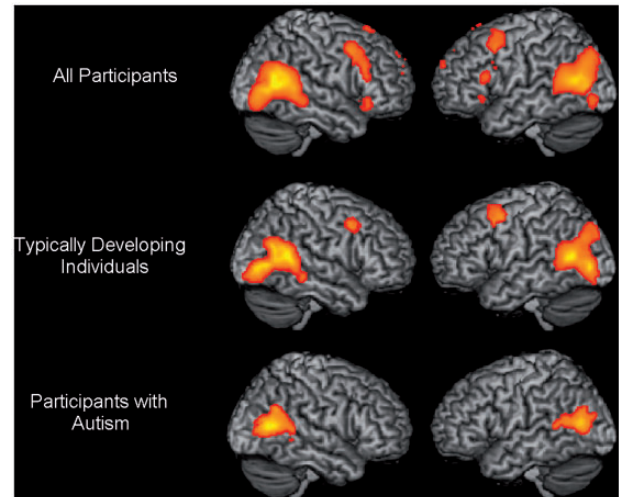 All Participants
Typically Developing
Individuals
Participants with
Autism